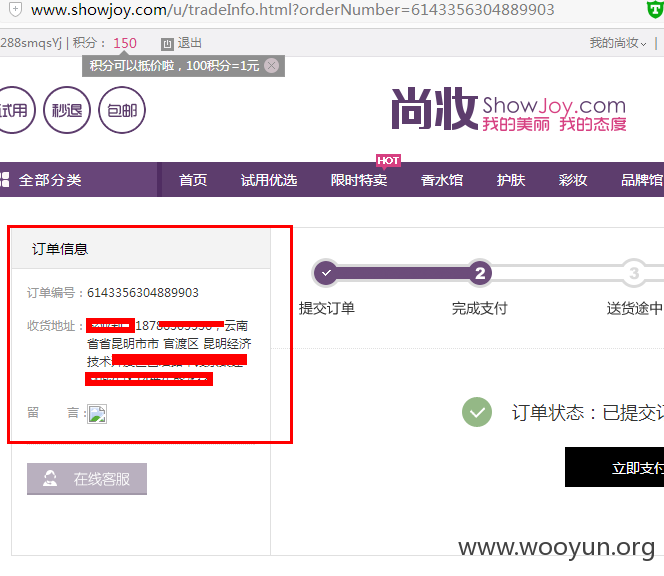 www.showjoy.com/u/tradeInfo.html?orderNumber=6143356304889903
288smqsYj | 积分： 150 退出 我的尚妆 |
积分可以抵价啦，100积分=1元
试用 秒退 包邮
尚妆 ShowJoy.com
我的美丽 我的态度
HOT
全部分类 首页 试用优选 限时特卖 香水馆 护肤 彩妆 品牌馆
订单信息
订单编号：6143356304889903
收货地址： 云南
省省昆明市市 官渡区 昆明经济
技术
留 言：
在线客服
2 3
提交订单 完成支付 送货途中
订单状态：已提交订
立即支付
www.wooyun.org